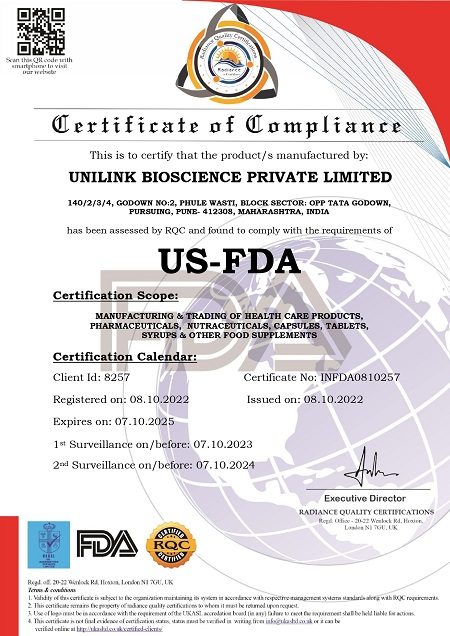 Scan this QR code with
smartphone to visit
our website
Radiance Quality Certifications
Radiance
Certificate of Compliance
This is to certify that the product/s manufactured by:
UNILINK BIOSCIENCE PRIVATE LIMITED
140/2/3/4, GODOWN NO:2, PHULE WASTI, BLOCK SECTOR: OPP TATA GODOWN,
PURSUING, PUNE- 412308, MAHARASHTRA, INDIA
has been assessed by RQC and found to comply with the requirements of
US-FDA
FDA
Certification Scope:
MANUFACTURING & TRADING OF HEALTH CARE PRODUCTS,
PHARMACEUTICALS, NUTRACEUTICALS, CAPSULES, TABLETS,
SYRUPS & OTHER FOOD SUPPLEMENTS
Certification Calendar:
Client Id: 8257 Certificate No: INFDA0810257
Registered on: 08.10.2022 Issued on: 08.10.2022
Expires on: 07.10.2025
1st Surveillance on/before: 07.10.2023
2nd Surveillance on/before: 07.10.2024
Executive Director
RADIANCE QUALITY CERTIFICATIONS
Regd. Office - 20-22 Wenlock Rd, Hoxton,
London N1 7GU, UK
FDA
CERTIFIED
RQC
CERTIFIED
Regd. off. 20-22 Wenlock Rd, Hoxton, London N1 7GU, UK
Terms & conditions
1. Validity of this certificate is subject to the organization maintaining its system in accordance with respective management systems standards along with RQC requirements.
2. This certificate remains the property of radiance quality certifications to whom it must be returned upon request.
3. Use of logo must be in accordance with the requirement of the UKASL accreditation board (in any) failure to meet the requirement shall be held liable for actions.
4. This certificate is not final evidence of certification status, status must be verified in writing from info@ukasltd.co.uk or it can be
verified online at http://ukasltd.co.uk/certified-clients/